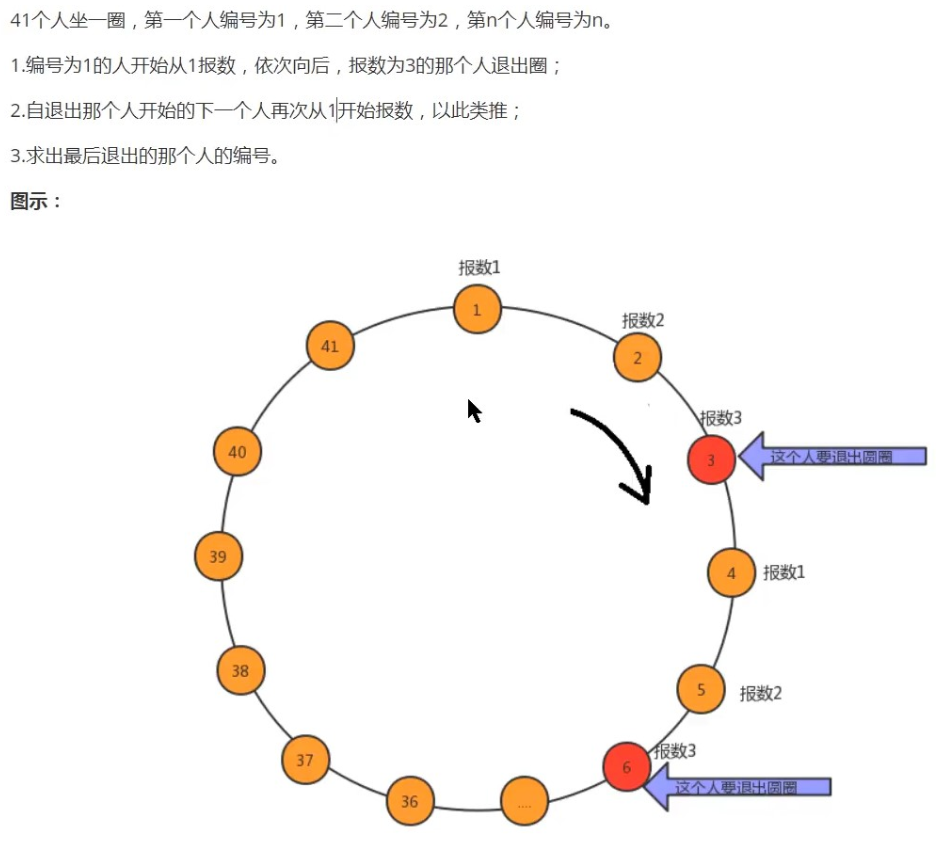 41个人坐一圈，第一个人编号为1，第二个人编号为2，第n个人编号为n。
1.编号为1的人开始从1报数，依次向后，报数为3的那个人退出圈；
2.自退出那个人开始的下一个人再次从1开始报数，以此类推；
3.求出最后退出的那个人的编号。
图示：
报数1
1
报数2
41
2
报数3
40
3
这个人要退出圆圈
39
4
报数1
38
5
报数2
37
报数3
6
这个人要退出圆圈
36
....